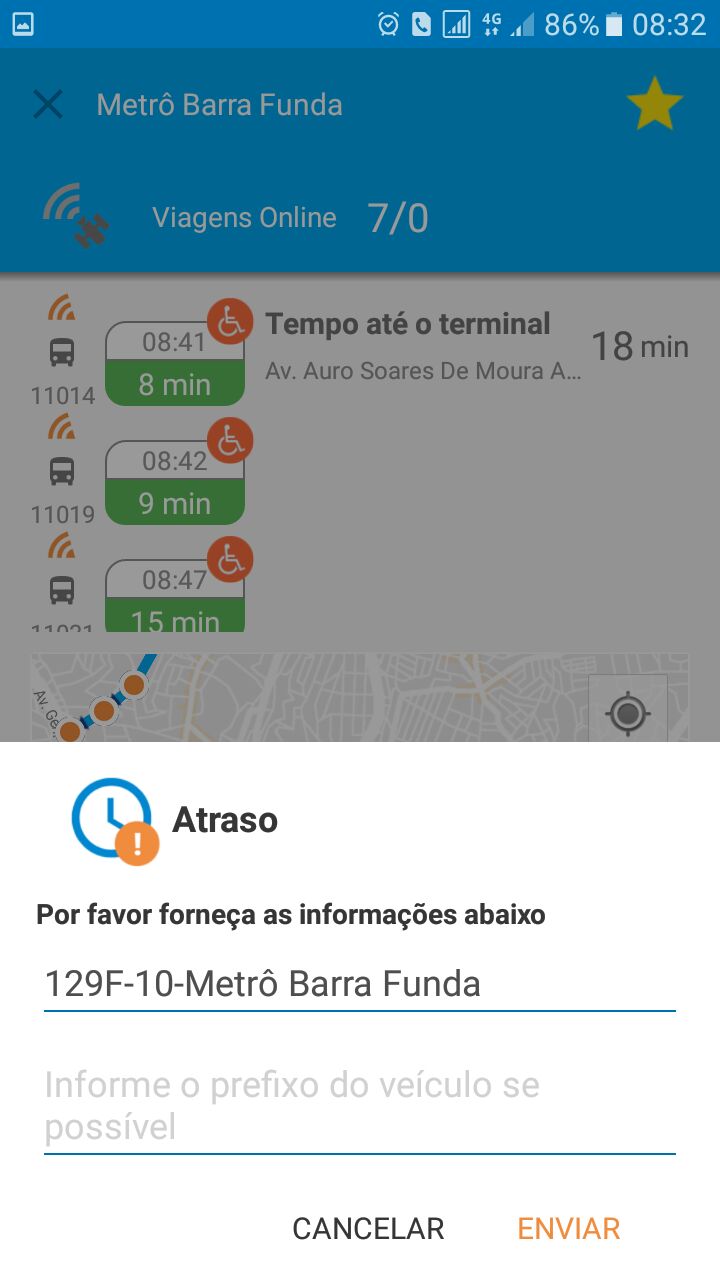 4G 86% 08:32
Metrô Barra Funda
Viagens Online 7/0
08:41
8 min
11014
Tempo até o terminal
Av. Auro Soares De Moura A...
18 min
08:42
9 min
11019
08:47
15 min
11021
Av. Ge
Atraso
Por favor forneça as informações abaixo
129F-10-Metrô Barra Funda
Informe o prefixo do veículo se
possível
CANCELAR ENVIAR